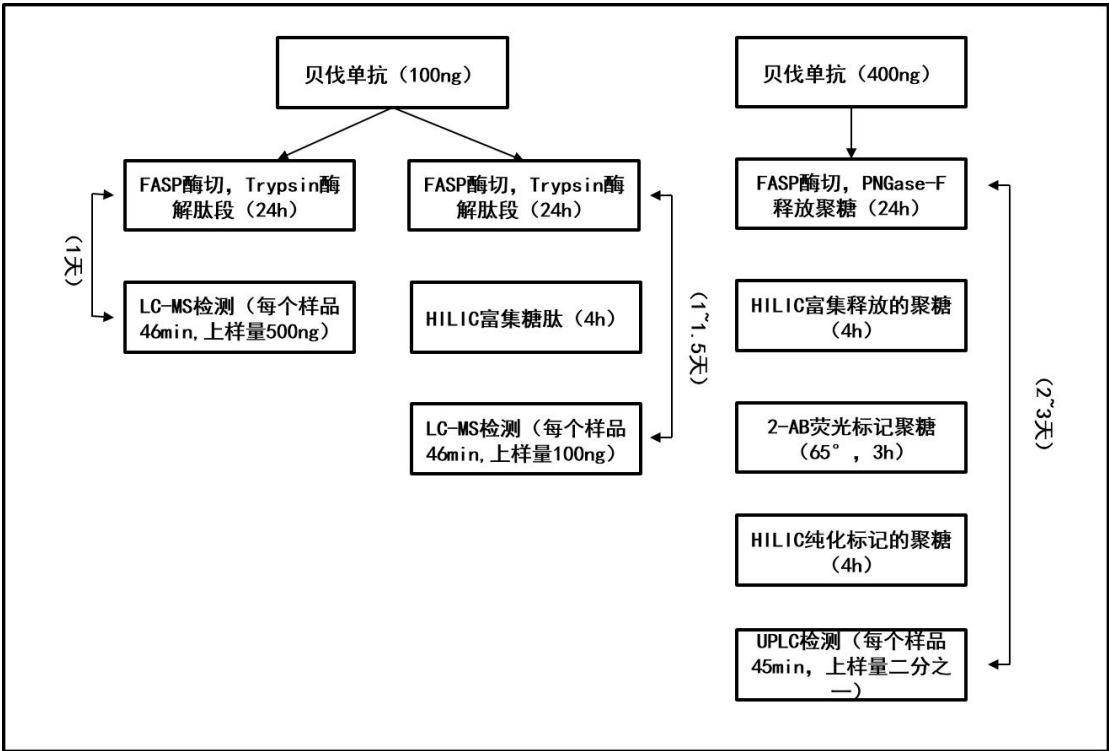 贝伐单抗（100ng）
FASP酶切，Trypsin酶
解肽段（24h）
LC-MS检测（每个样品
46min,上样量500ng）
（1天）
FASP酶切，Trypsin酶
解肽段（24h）
HILIC富集糖肽（4h）
LC-MS检测（每个样品
46min,上样量100ng）
（1~1.5天）
贝伐单抗（400ng）
FASP酶切，PNGase-F
释放聚糖（24h）
HILIC富集释放的聚糖
（4h）
2-AB荧光标记聚糖
（65°，3h）
HILIC纯化标记的聚糖
（4h）
UPLC检测（每个样品
45min，上样量二分之
一）
（2~3天）